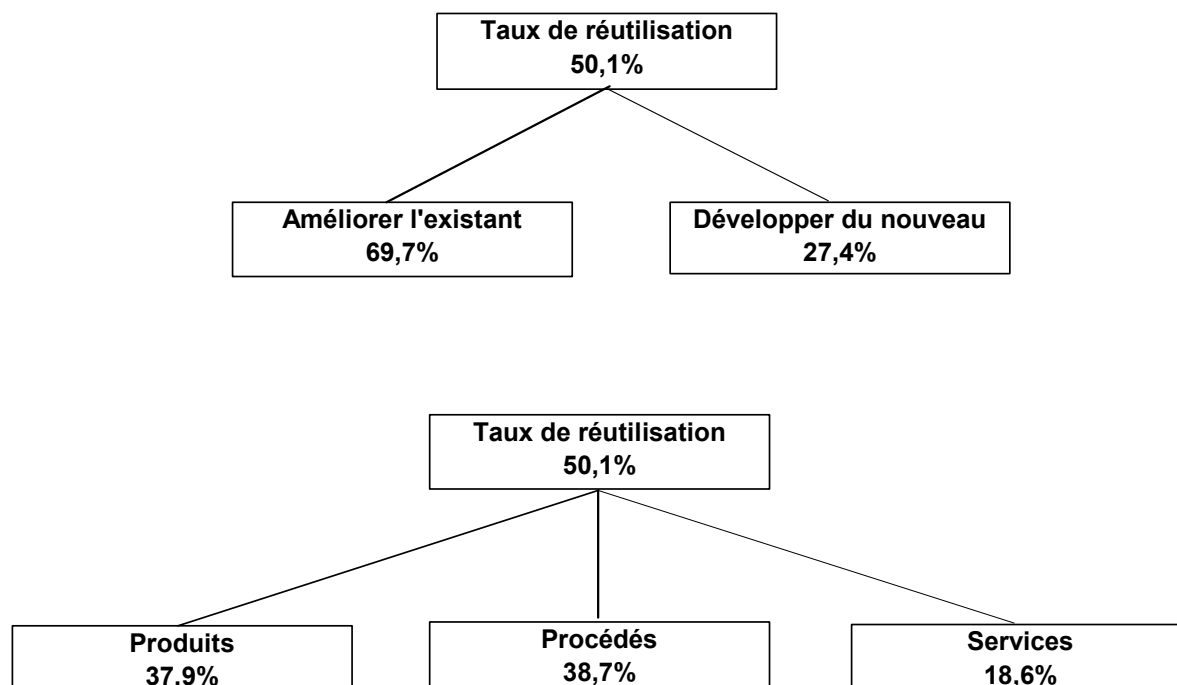 Taux de réutilisation
50,1%
Améliorer l'existant
69,7%
Développer du nouveau
27,4%
Taux de réutilisation
50,1%
Produits
37,9%
Procédés
38,7%
Services
18,6%